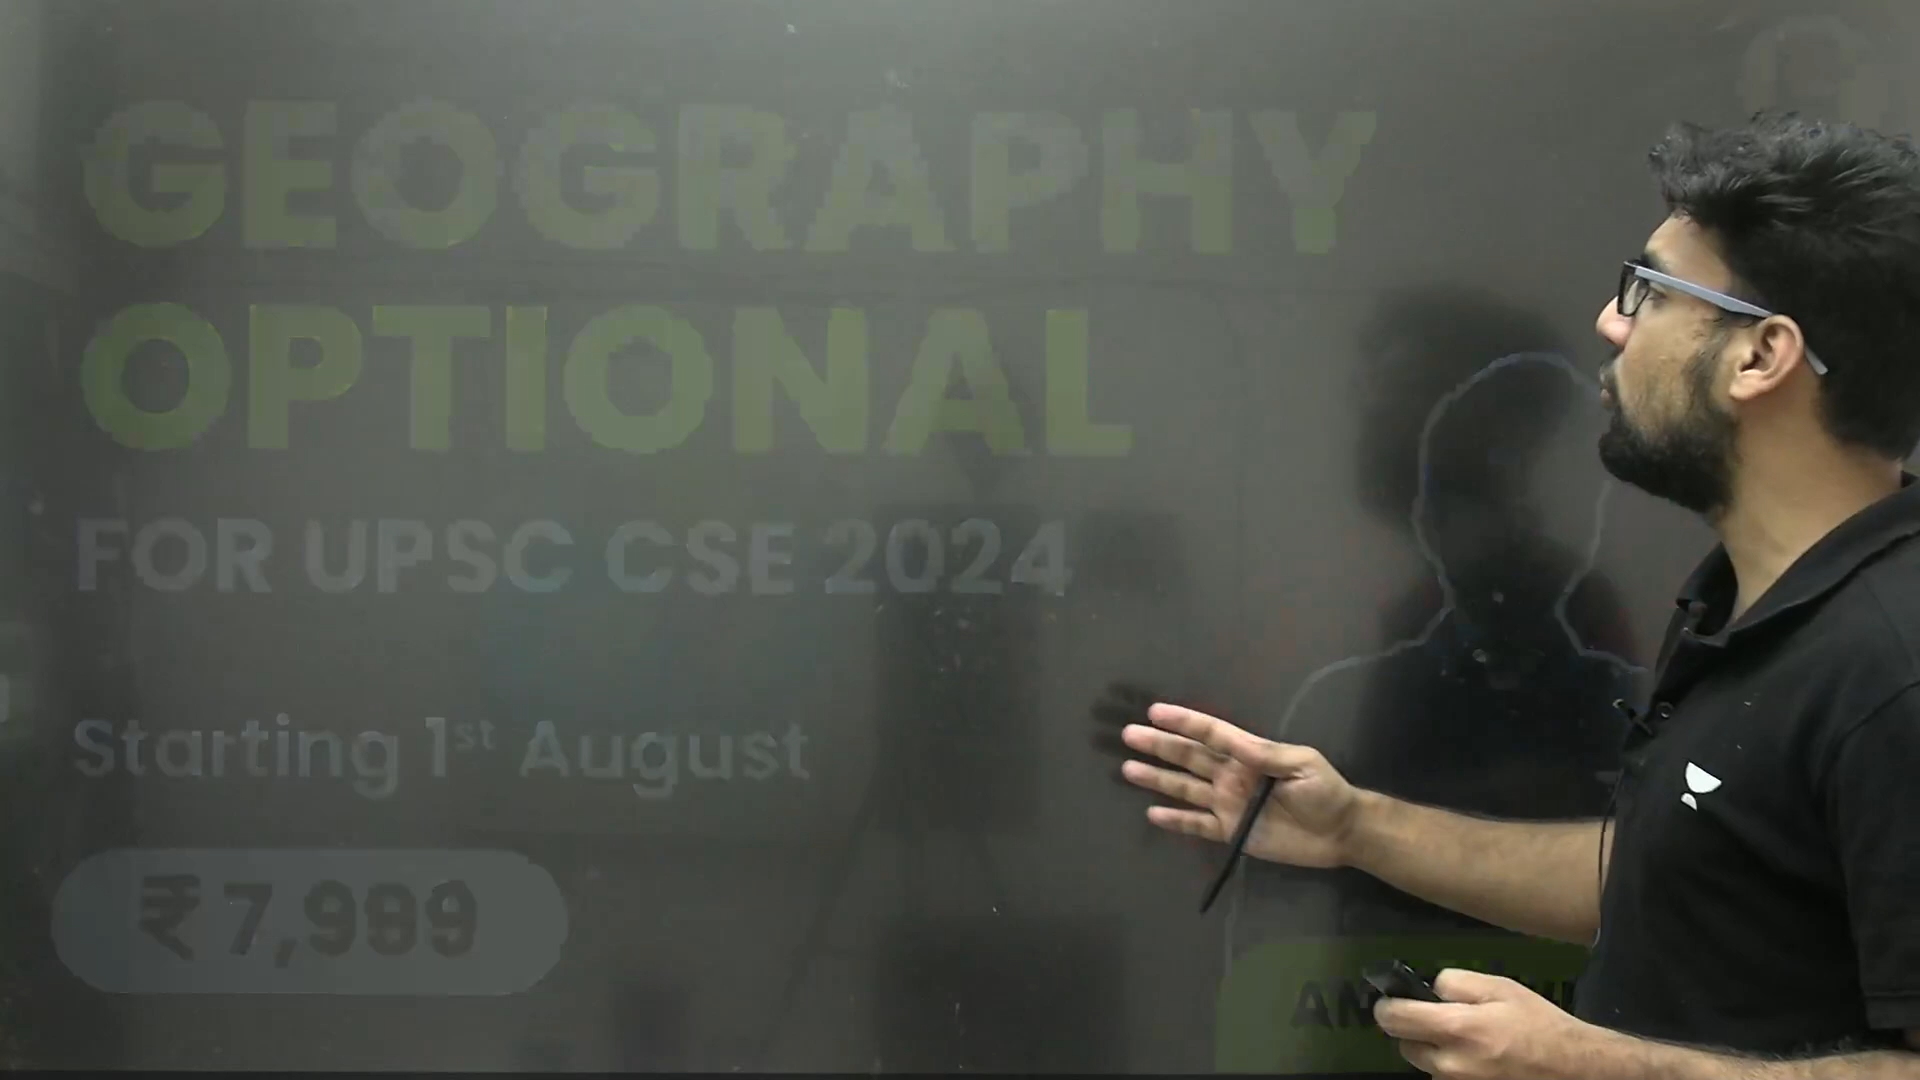 GEOGRAPHY
OPTIONAL
FOR UPSC CSE 2024
Starting 1st August
₹ 7,999